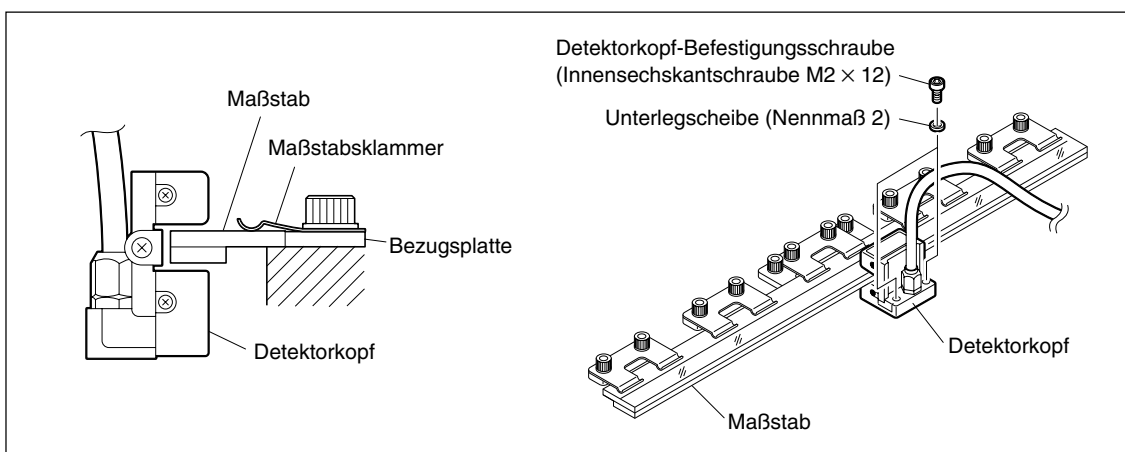 Maßstab
Maßstabsklammer
Bezugsplatte
Detektorkopf
Detektorkopf-Befestigungsschraube
(Innensechskantschraube M2 × 12)
Unterlegscheibe (Nennmaß 2)
Detektorkopf
Maßstab